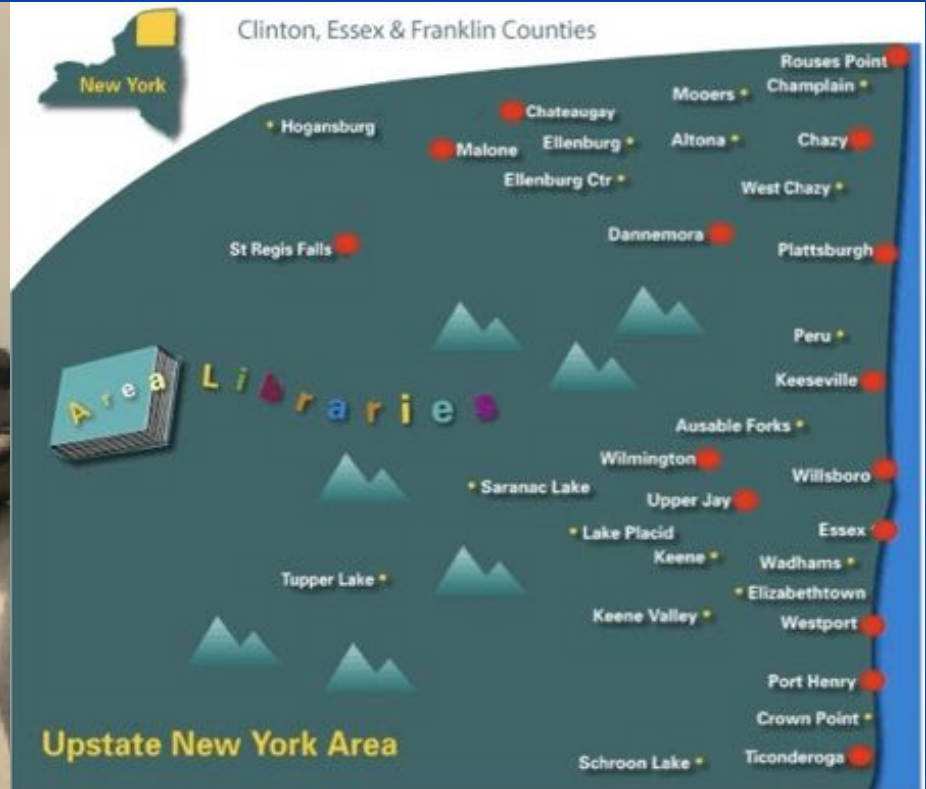 Clinton, Essex & Franklin Counties
New York
Rouses Point
Champlain
Mooers
Chateaugay
Hogansburg
Malone
Ellenburg
Altona
Chazy
Ellenburg Ctr
West Chazy
Dannemora
St Regis Falls
Plattsburgh
Peru
Area Libraries
Keeseville
Ausable Forks
Wilmington
Willsboro
Saranac Lake
Upper Jay
Essex
Lake Placid
Keene
Wadhams
Tupper Lake
Elizabethtown
Keene Valley
Westport
Port Henry
Crown Point
Upstate New York Area
Ticonderoga
Schroon Lake